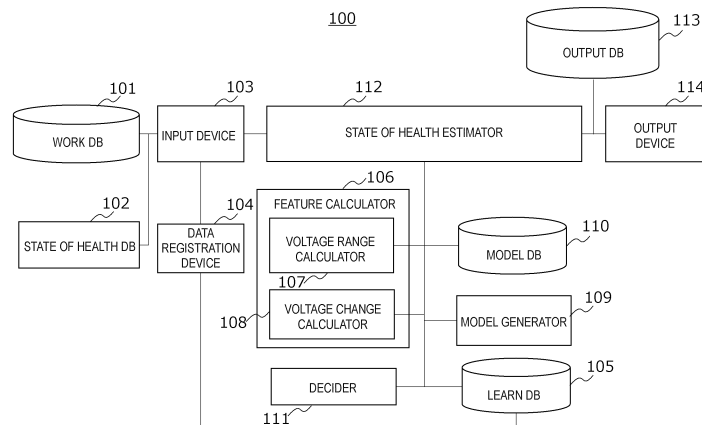 100
113
OUTPUT DB
101
103
112
114
WORK DB
INPUT DEVICE
STATE OF HEALTH ESTIMATOR
OUTPUT
DEVICE
106
102
104
FEATURE CALCULATOR
110
STATE OF HEALTH DB
DATA
REGISTRATION
DEVICE
VOLTAGE RANGE
CALCULATOR
MODEL DB
107
109
108
VOLTAGE CHANGE
CALCULATOR
MODEL GENERATOR
105
DECIDER
LEARN DB
111